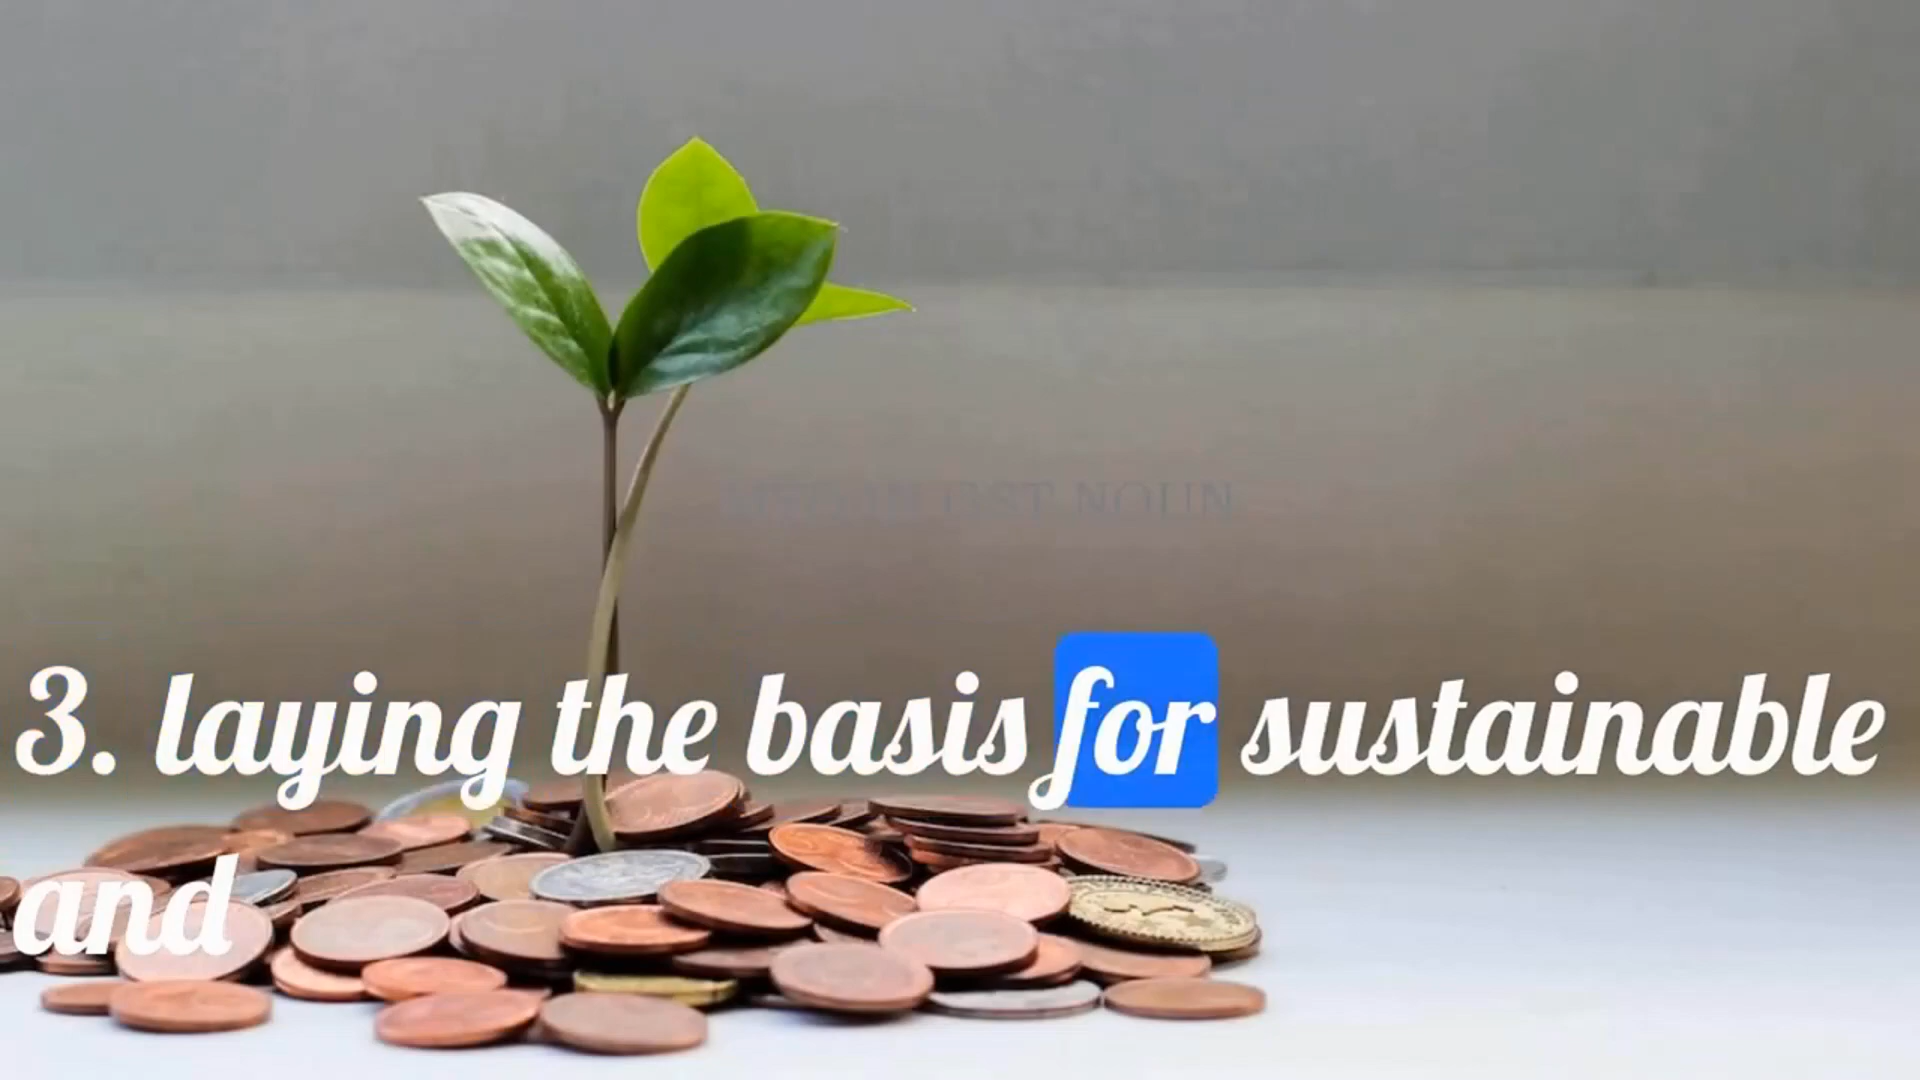 3. laying the basis for sustainable
and